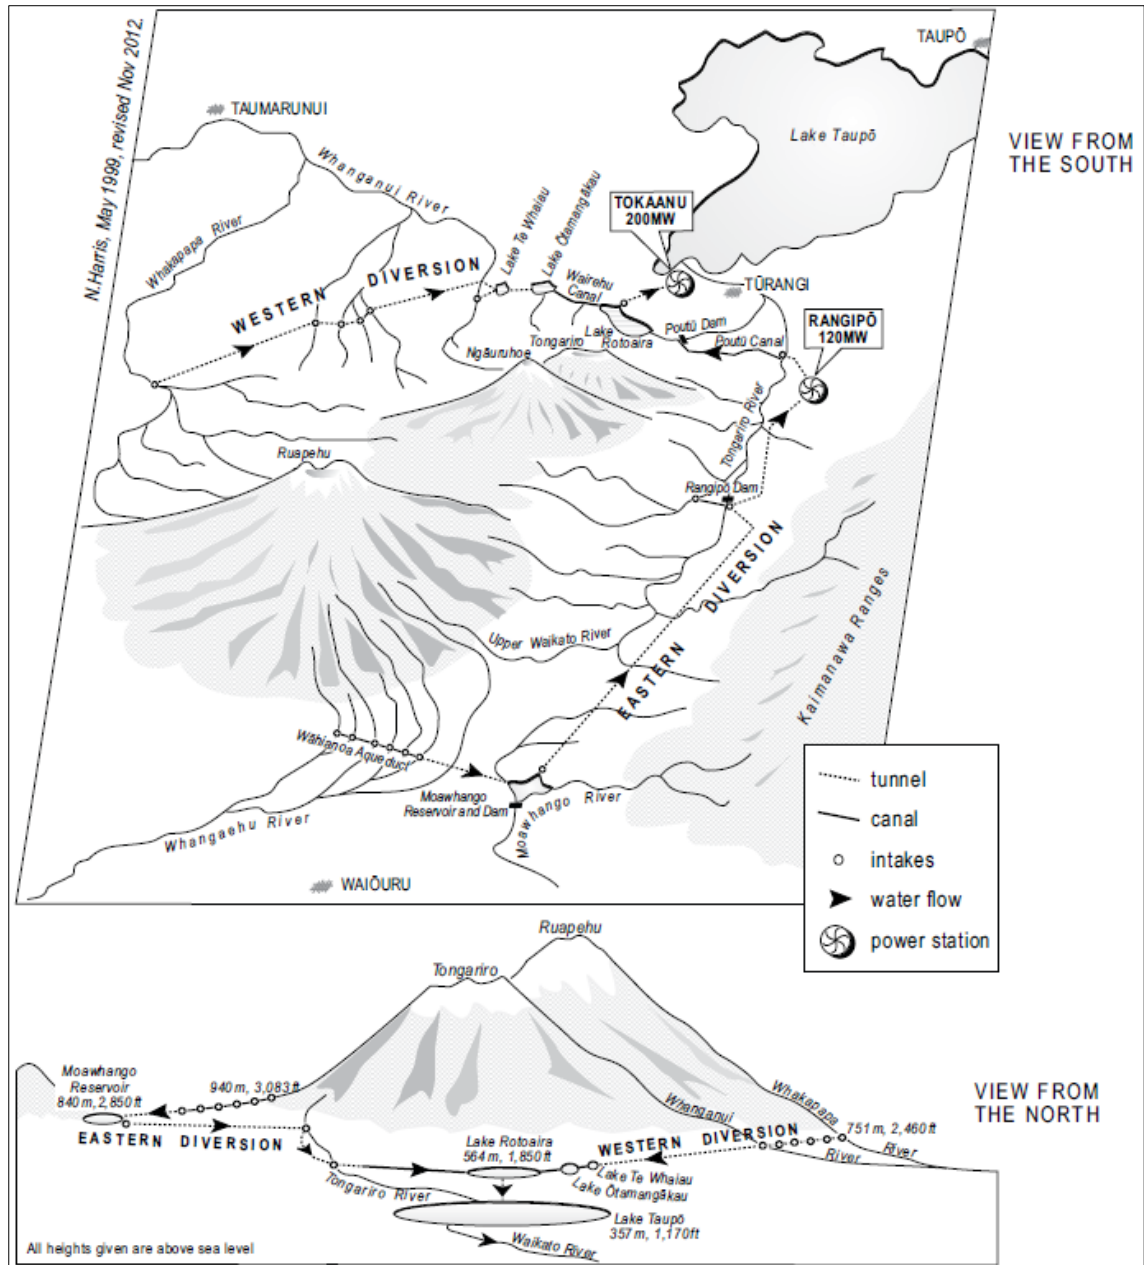 N.Harris, May 1999, revised Nov 2012.
TAUPŌ
TAUMARUNUI
Lake Taupō
VIEW FROM
THE SOUTH
Whanganui River
Whakapapa River
Lake Te Whaiau
Lake Ōtamangākau
TOKAANU
200MW
WESTERN DIVERSION
Wairehu
Canal
TŪRANGI
RANGIPŌ
120MW
Lake
Rotoaira
Poutū Dam
Poutū Canal
Tongariro
Ngāuruhoe
Tongariro River
Ruapehu
Rangipō Dam
EASTERN DIVERSION
Upper Waikato River
Kaimanawa Ranges
Wāhianoa Aqueduct
Moawhango
Reservoir and Dam
Moawhango River
Whangaehu River
WAIŌURU
tunnel
canal
intakes
water flow
power station
Ruapehu
Tongariro
Moawhango
Reservoir
840 m, 2,850 ft
940 m, 3,083 ft
EASTERN DIVERSION
Whanganui
River
Whakapapa
River
751 m, 2,460 ft
VIEW FROM
THE NORTH
Lake Rotoaira
564 m, 1,850 ft
WESTERN DIVERSION
Lake Te Whaiau
Lake Ōtamangākau
Tongariro River
Lake Taupō
357 m, 1,170ft
Waikato River
All heights given are above sea level